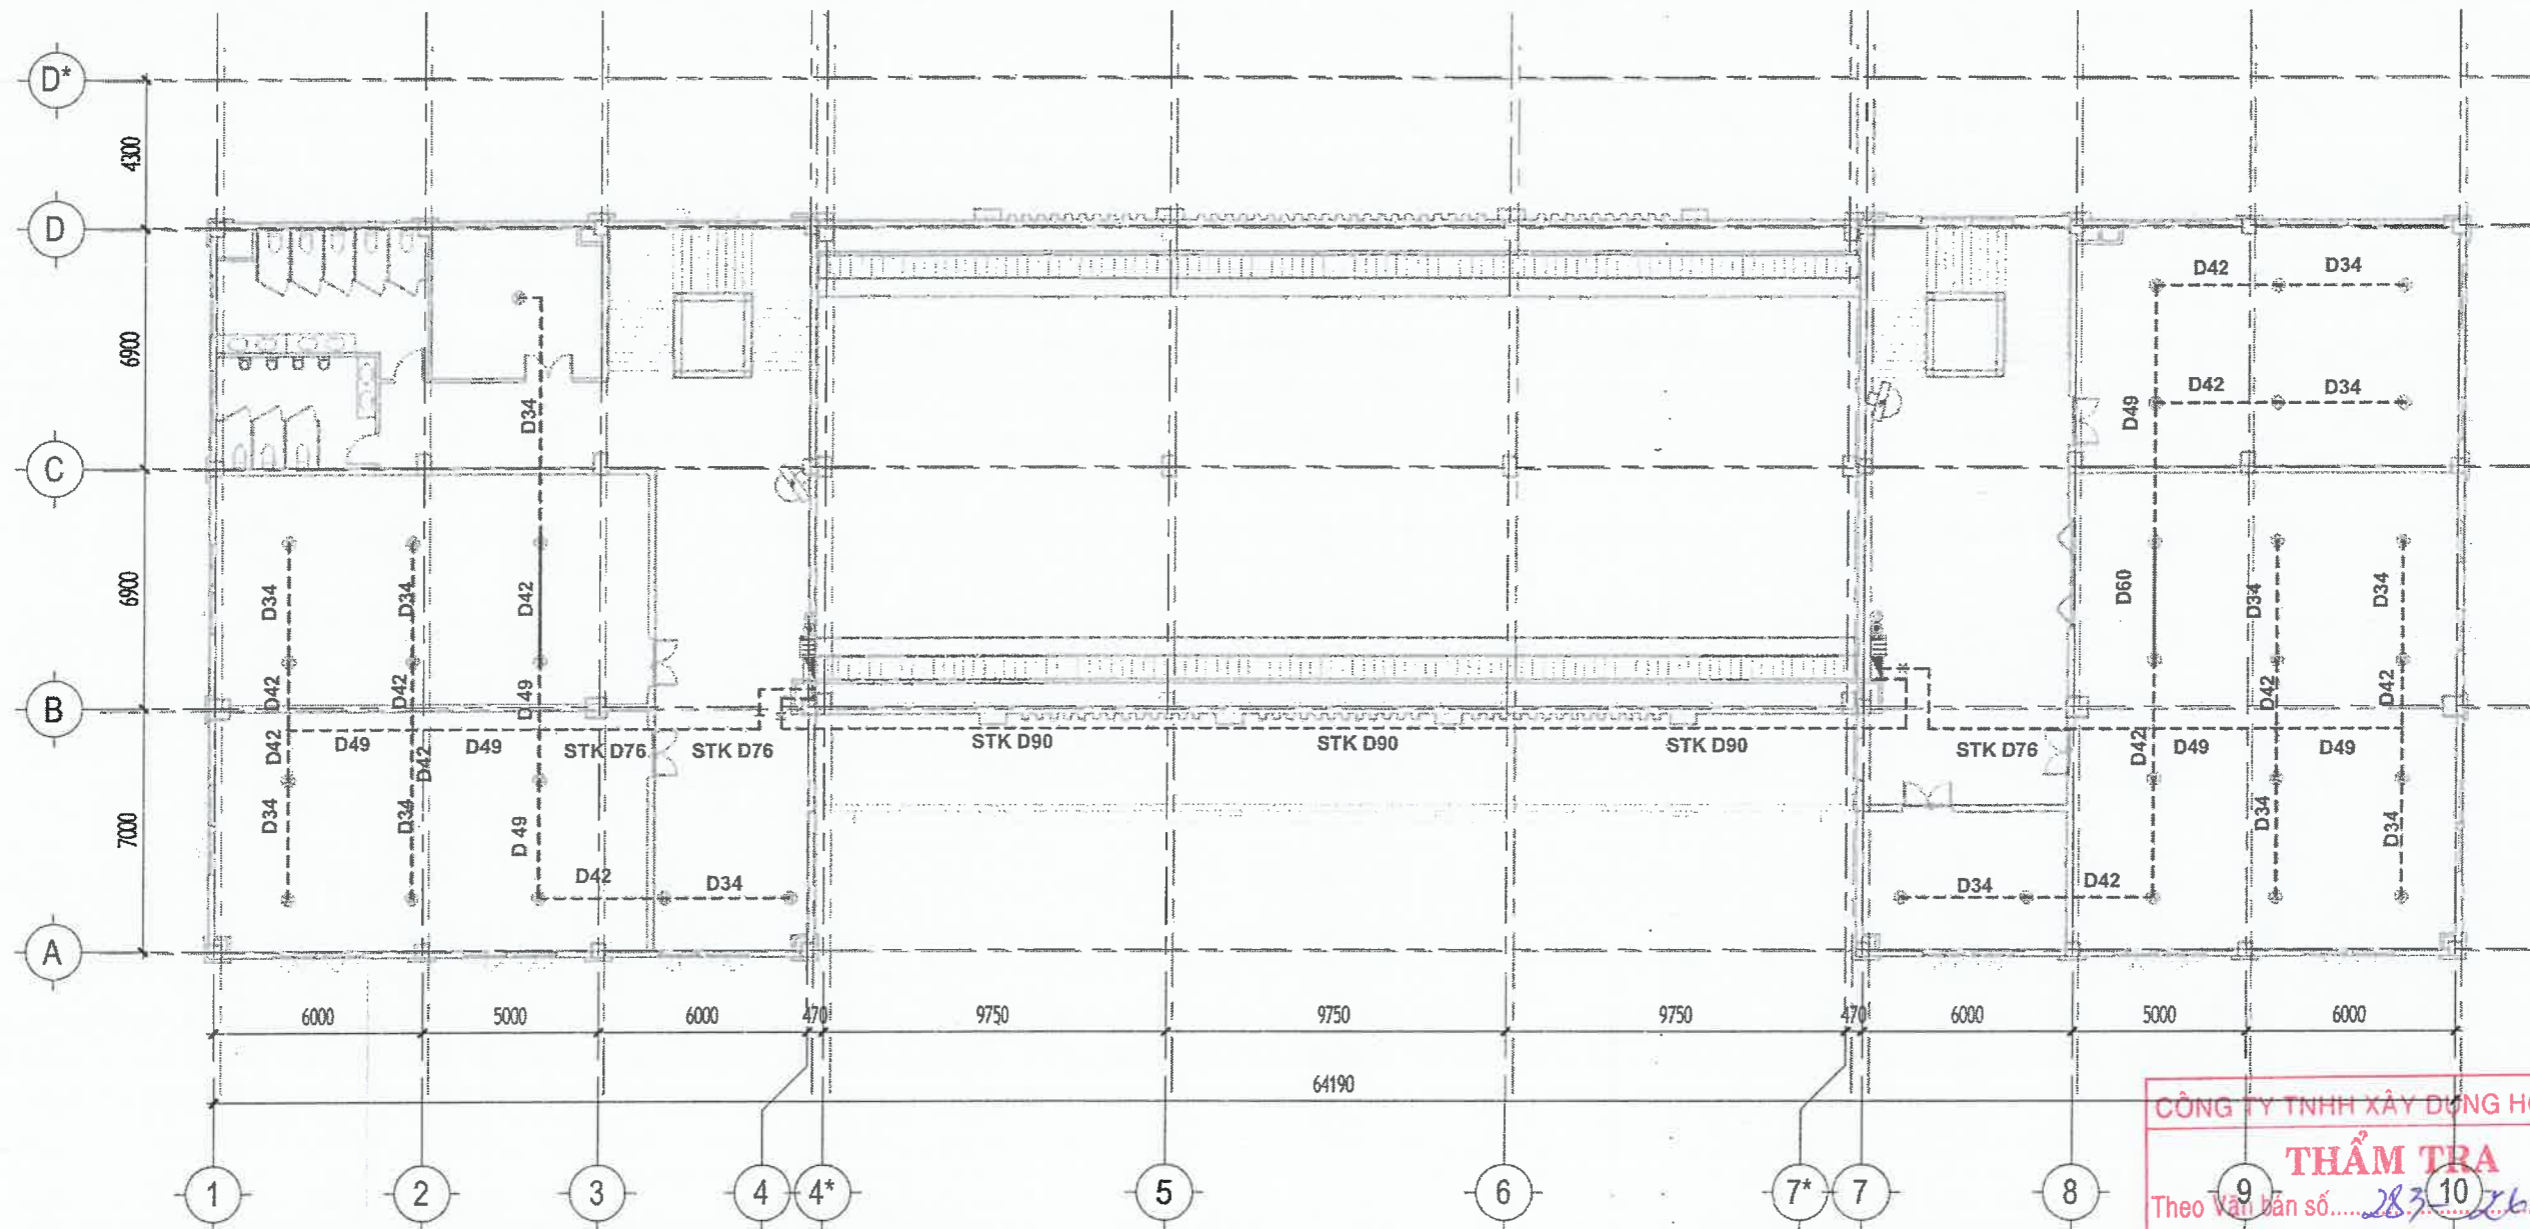 D*
4300
D
D42 D34
6900
D34
D42 D34
D49
C
6900
D34 D34 D42 D60 D34 D34
D42 D42 D49 D42 D42
B
D49 D49 STK D76 STK D76 STK D90 STK D90 STK D90 STK D76 D42 D49 D49
D42 D42
7000
D34 D34 D 49 D34 D34
D42 D34 D34 D42
A
6000 5000 6000 470 9750 9750 9750 470 6000 5000 6000
64190
1 2 3 4 4* 5 6 7* 7 8 9 10
CÔNG TY TNHH XÂY DỰNG
THẨM TRA
Theo Văn bản số 283